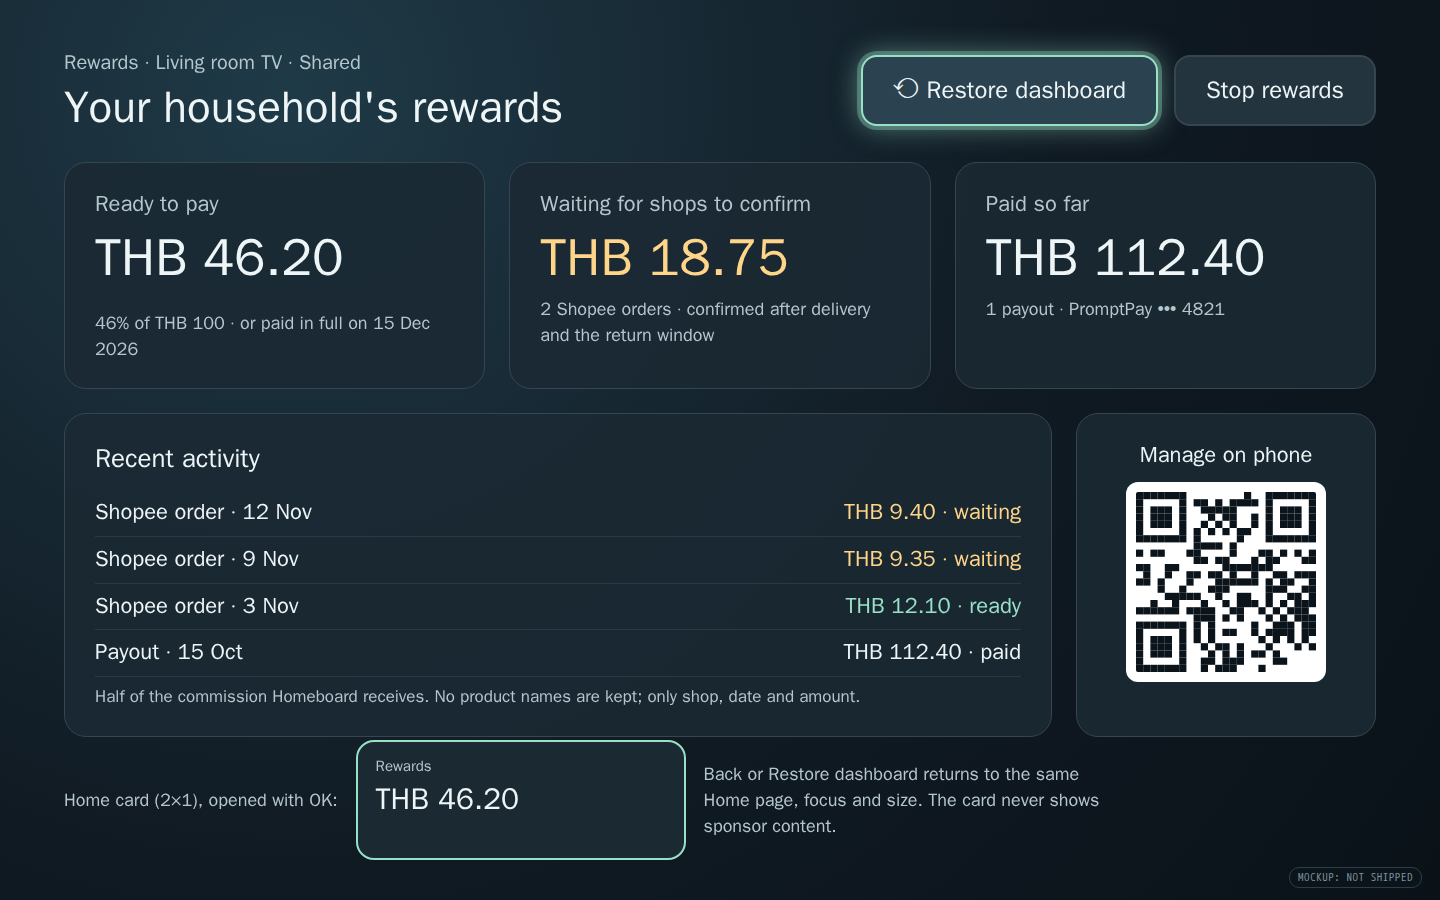 Rewards · Living room TV · Shared
Your household's rewards
Restore dashboard
Stop rewards
Ready to pay
THB 46.20
46% of THB 100 · or paid in full on 15 Dec
2026
Waiting for shops to confirm
THB 18.75
2 Shopee orders · confirmed after delivery
and the return window
Paid so far
THB 112.40
1 payout · PromptPay ••• 4821
Recent activity
Shopee order · 12 Nov
THB 9.40 · waiting
Shopee order · 9 Nov
THB 9.35 · waiting
Shopee order · 3 Nov
THB 12.10 · ready
Payout · 15 Oct
THB 112.40 · paid
Half of the commission Homeboard receives. No product names are kept; only shop, date and amount.
Manage on phone
Home card (2×1), opened with OK:
Rewards
THB 46.20
Back or Restore dashboard returns to the same
Home page, focus and size. The card never shows
sponsor content.
MOCKUP: NOT SHIPPED